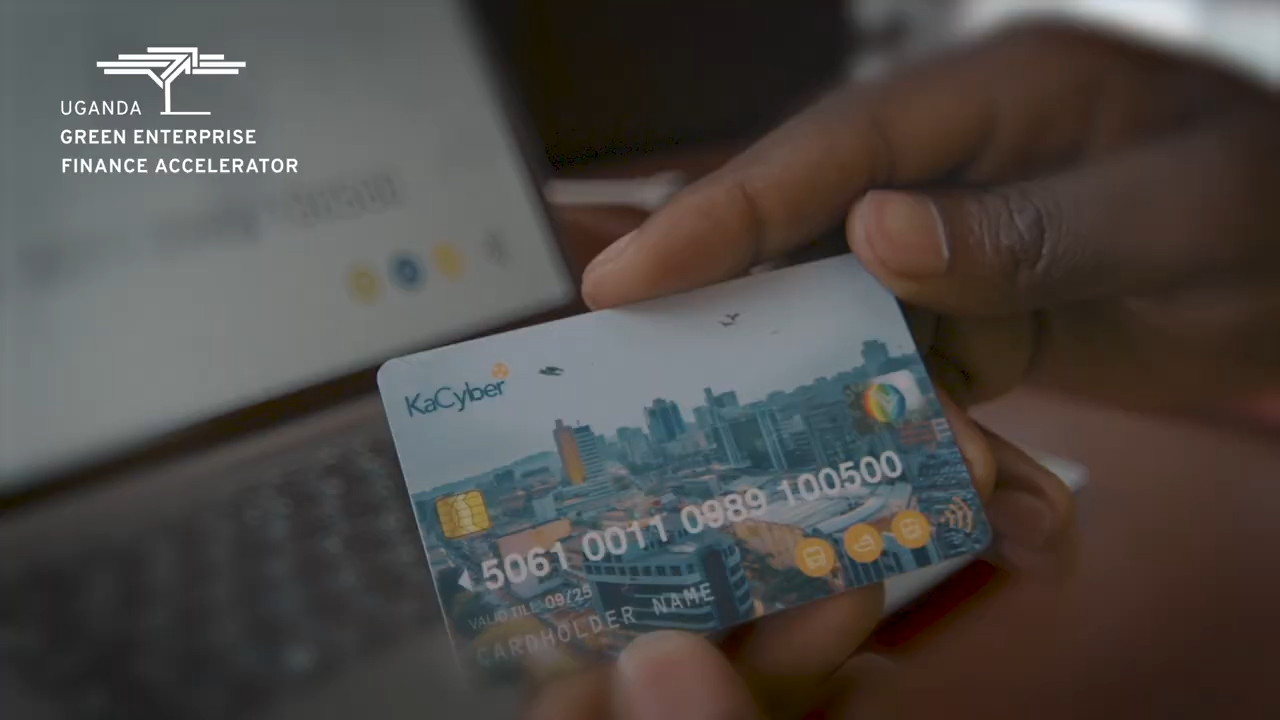 UGANDA
GREEN ENTERPRISE
FINANCE ACCELERATOR
KaCyber
5061 0011 0989 100500
VALID TILL 09/25
CARDHOLDER NAME